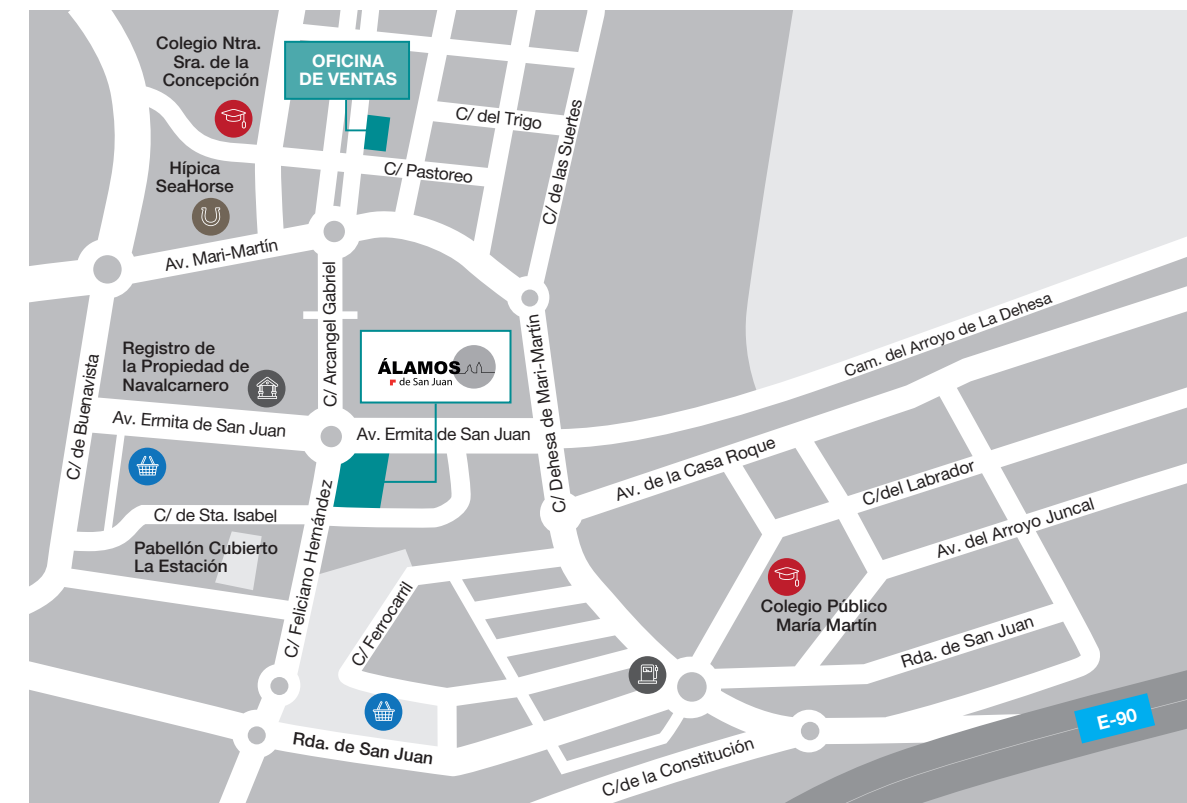 Colegio Ntra.
Sra. de la
Concepción
OFICINA
DE VENTAS
C/ del Trigo
C/ de las Suertes
C/ Pastoreo
Hípica
SeaHorse
Av. Mari-Martín
C/ Arcangel Gabriel
C/ Dehesa de Mari-Martín
Cam. del Arroyo de La Dehesa
Registro de
la Propiedad de
Navalcarnero
ÁLAMOS
de San Juan
C/ de Buenavista
Av. Ermita de San Juan
Av. Ermita de San Juan
Av. de la Casa Roque
C/del Labrador
Av. del Arroyo Juncal
C/ de Sta. Isabel
Pabellón Cubierto
La Estación
C/ Feliciano Hernández
C/ Ferrocarril
Colegio Público
María Martín
Rda. de San Juan
E-90
Rda. de San Juan
C/de la Constitución